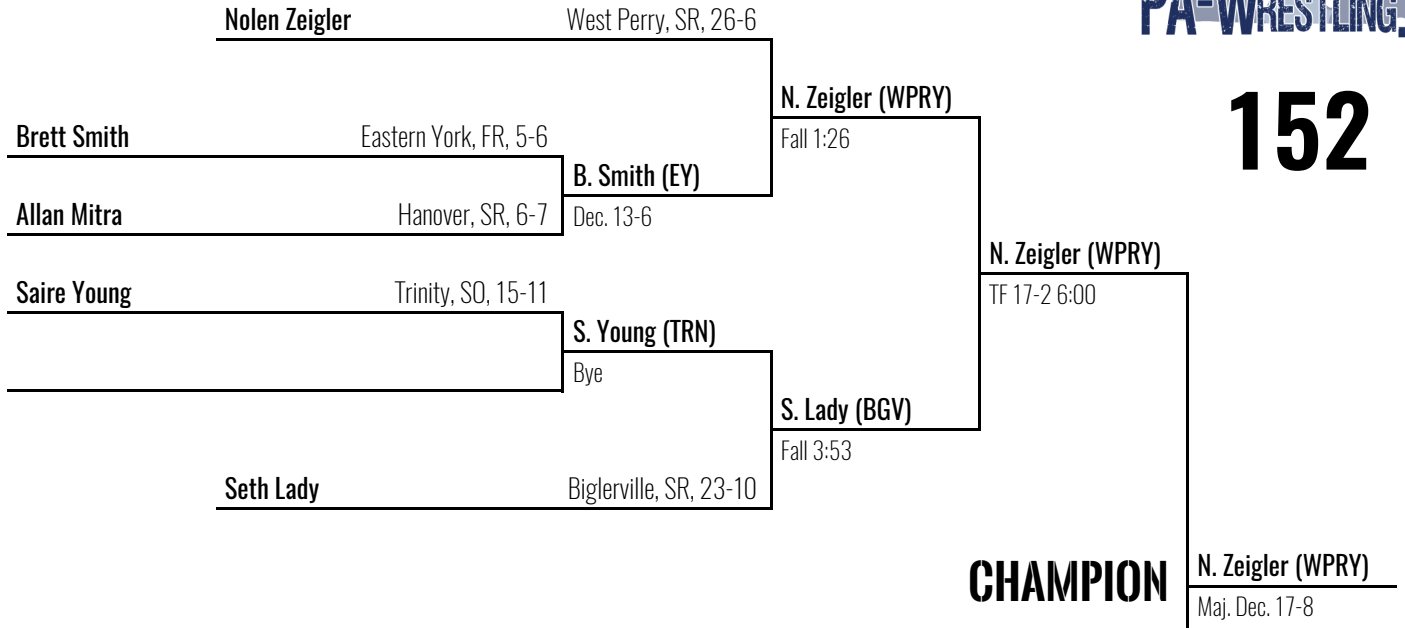 Nolen Zeigler West Perry, SR, 26-6
PA-WRESTLING.
152
N. Zeigler (WPRY)
Fall 1:26
Brett Smith Eastern York, FR, 5-6
B. Smith (EY)
Dec. 13-6
Allan Mitra Hanover, SR, 6-7
N. Zeigler (WPRY)
TF 17-2 6:00
Saire Young Trinity, SO, 15-11
S. Young (TRN)
Bye
S. Lady (BGV)
Fall 3:53
Seth Lady Biglerville, SR, 23-10
CHAMPION
N. Zeigler (WPRY)
Maj. Dec. 17-8